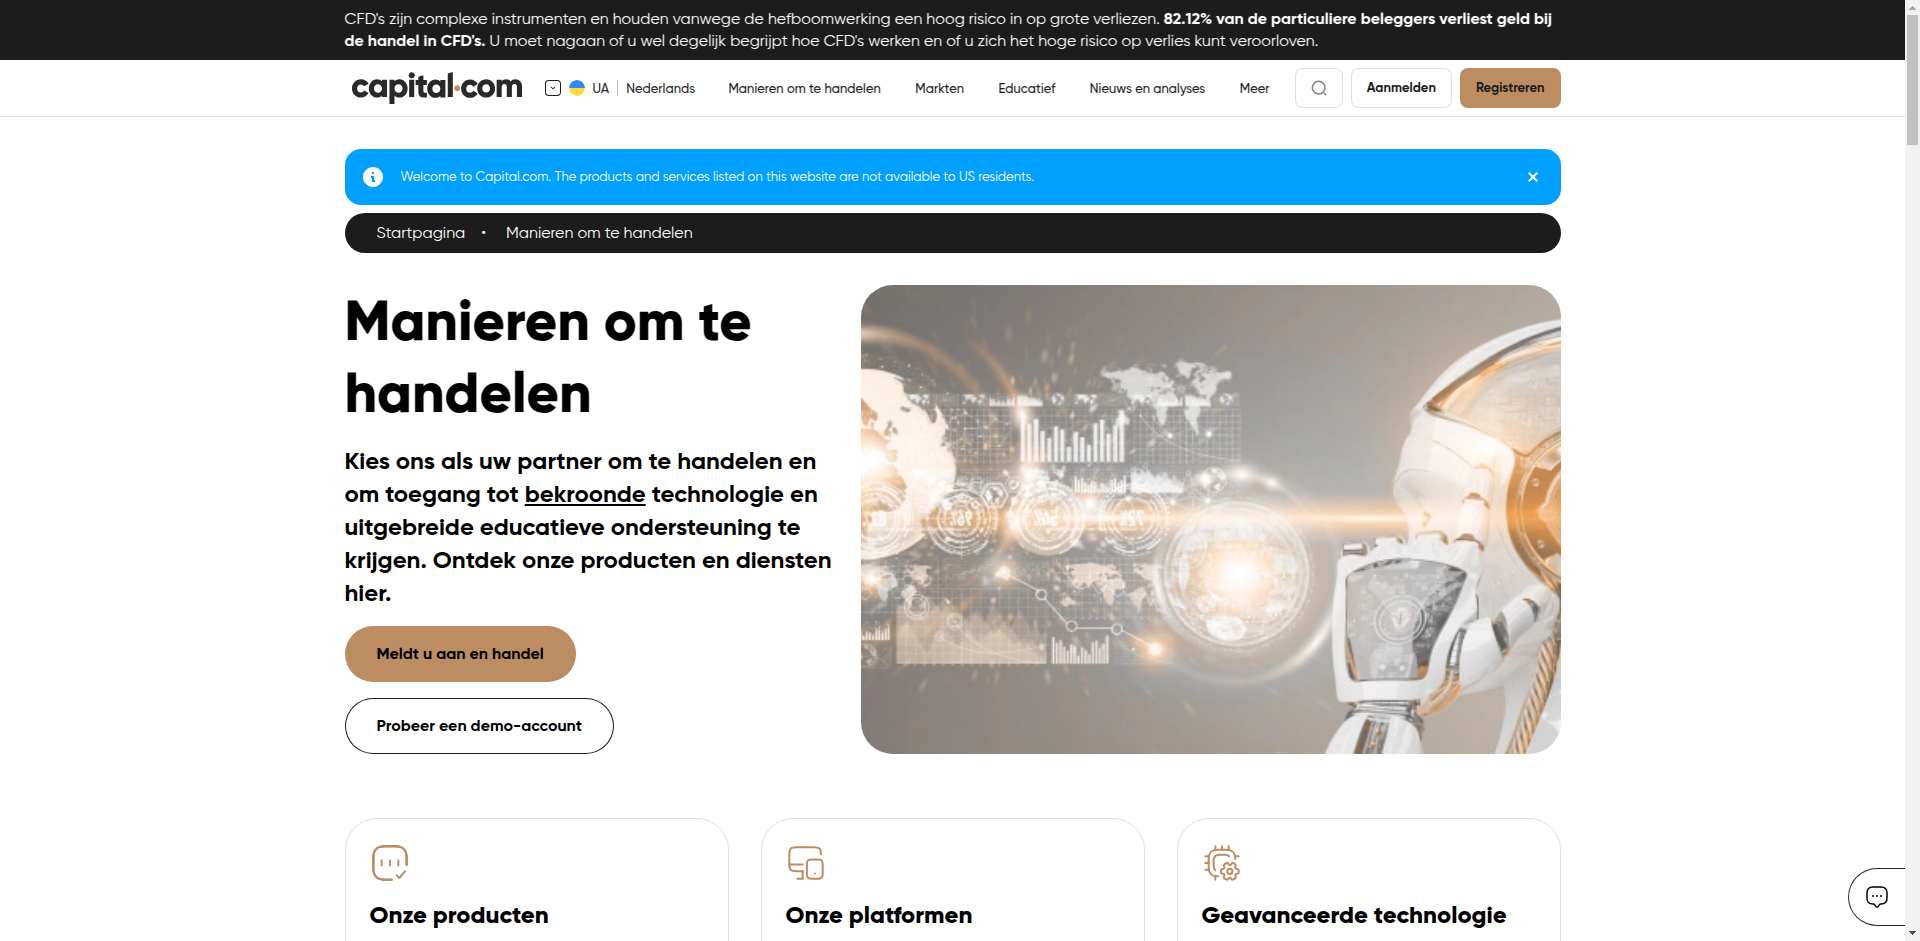 CFD's zijn complexe instrumenten en houden vanwege de hefboomwerking een hoog risico in op grote verliezen. 82.12% van de particuliere beleggers verliest geld bij
de handel in CFD's. U moet nagaan of u wel degelijk begrijpt hoe CFD's werken en of u zich het hoge risico op verlies kunt veroorloven.
capital.com UA Nederlands Manieren om te handelen Markten Educatief Nieuws en analyses Meer Aanmelden Registreren
Welcome to Capital.com. The products and services listed on this website are not available to US residents.
Startpagina • Manieren om te handelen
Manieren om te
handelen
Kies ons als uw partner om te handelen en
om toegang tot bekroonde technologie en
uitgebreide educatieve ondersteuning te
krijgen. Ontdek onze producten en diensten
hier.
Meldt u aan en handel
Probeer een demo-account
Onze producten
Onze platformen
Geavanceerde technologie